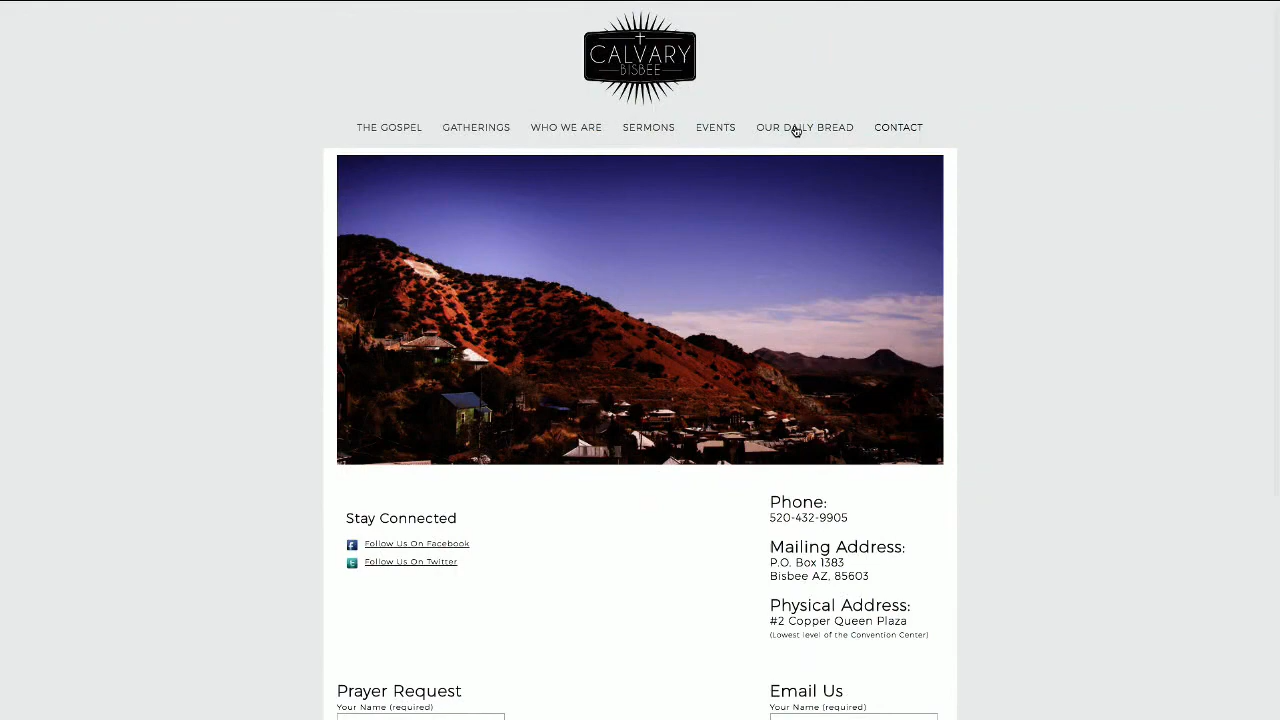 CALVARY
BISBEE
THE GOSPEL GATHERINGS WHO WE ARE SERMONS EVENTS OUR DAILY BREAD CONTACT
Stay Connected
Follow Us On Facebook
Follow Us On Twitter
Phone:
520-432-9905
Mailing Address:
P.O. Box 1383
Bisbee AZ, 85603
Physical Address:
#2 Copper Queen Plaza
(Lowest level of the Convention Center)
Prayer Request
Your Name (required)
Email Us
Your Name (required)